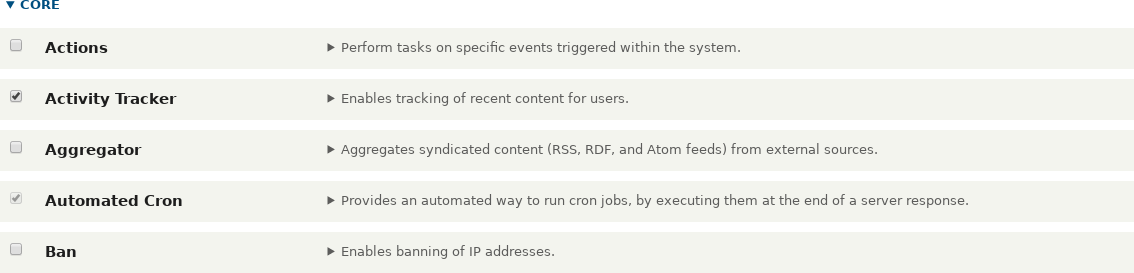 CORE
Actions
Perform tasks on specific events triggered within the system.
Activity Tracker
Enables tracking of recent content for users.
Aggregator
Aggregates syndicated content (RSS, RDF, and Atom feeds) from external sources.
Automated Cron
Provides an automated way to run cron jobs, by executing them at the end of a server response.
Ban
Enables banning of IP addresses.